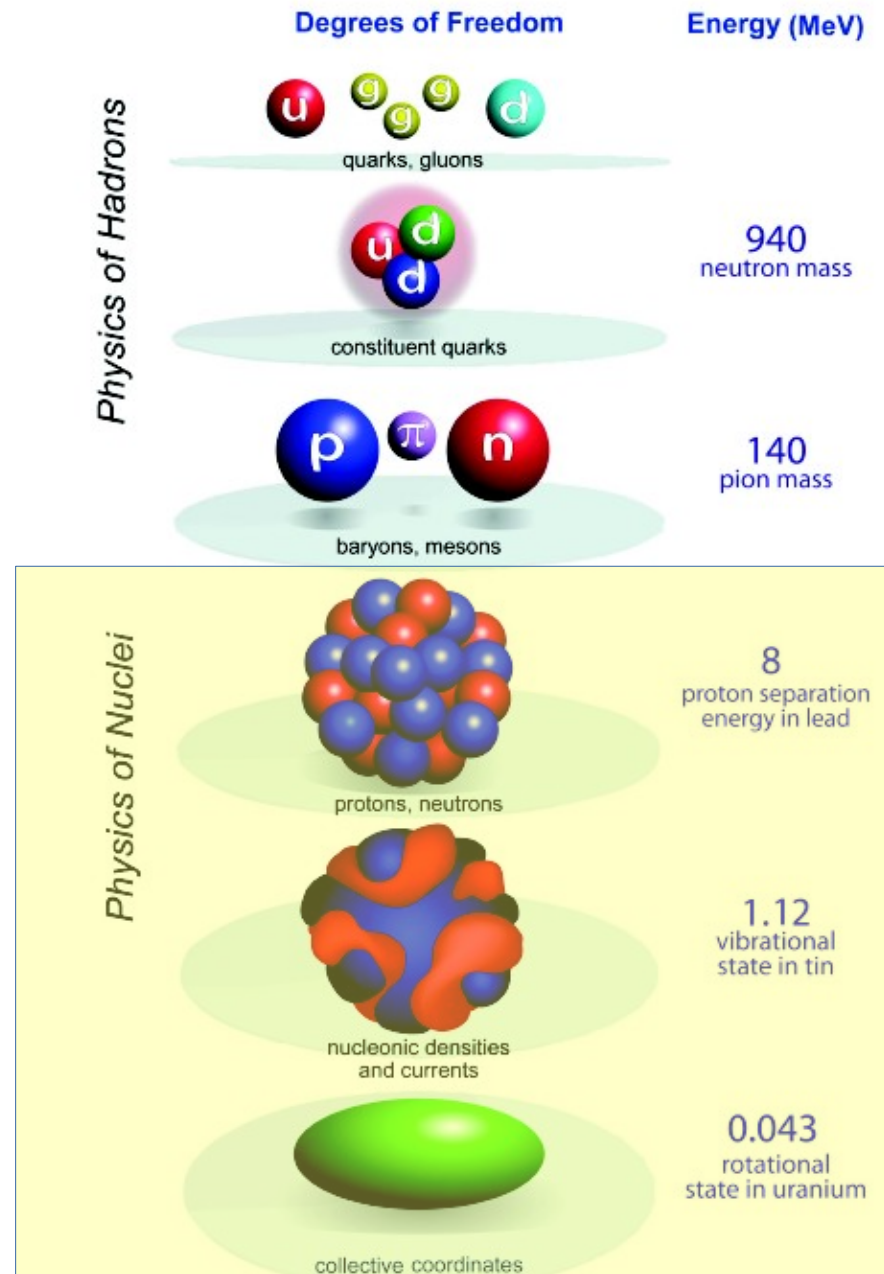 Degrees of Freedom
Energy (MeV)
Physics of Hadrons
u g g g d
quarks, gluons
u d d
constituent quarks
940
neutron mass
p π n
baryons, mesons
140
pion mass
Physics of Nuclei
protons, neutrons
8
proton separation
energy in lead
nucleonic densities
and currents
1.12
vibrational
state in tin
collective coordinates
0.043
rotational
state in uranium